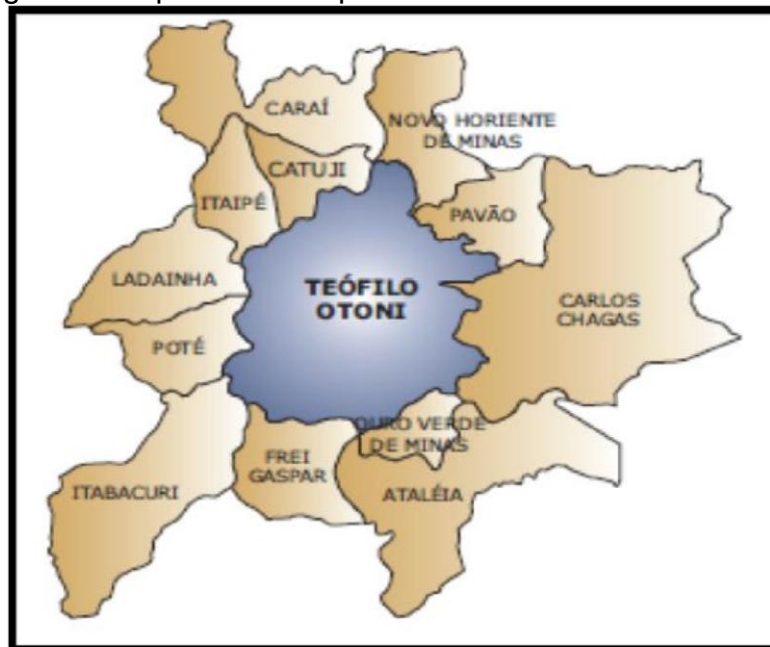 CARAÍ
NOVO HORIENTE
DE MINAS
CATUJI
ITAIPÉ
PAVÃO
LADAINHA
TEÓFILO
OTONI
CARLOS
CHAGAS
POTÉ
OURO VERDE
DE MINAS
FREI
GASPAR
ITABACURI
ATALÉIA